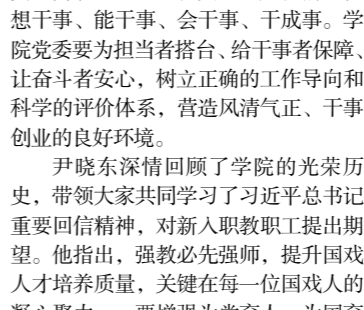 想干事、能干事、会干事、干成事。学
院党委要为担当者搭台、给干事者保障、
让奋斗者安心，树立正确的工作导向和
科学的评价体系，营造风清气正、干事
创业的良好环境。
尹晓东深情回顾了学院的光荣历
史，带领大家共同学习了习近平总书记
重要回信精神，对新入职教职工提出期
望。他指出，强教必先强师，提升国戏
人才培养质量，关键在每一位国戏人的